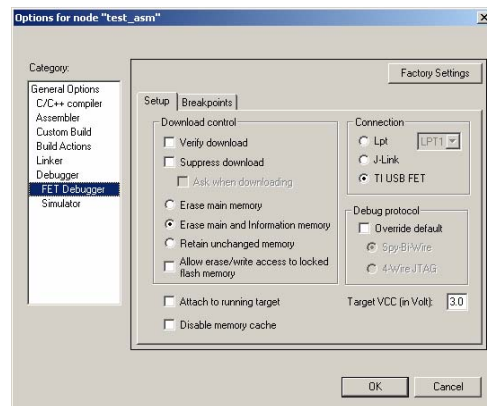 Options for node "test_asm"
Category:
General Options
C/C++ compiler
Assembler
Custom Build
Build Actions
Linker
Debugger
FET Debugger
Simulator
Factory Settings
Setup
Breakpoints
Download control
Verify download
Suppress download
Ask when downloading
Erase main memory
Erase main and Information memory
Retain unchanged memory
Allow erase/write access to locked
flash memory
Attach to running target
Disable memory cache
Connection
Lpt
LPT1
J-Link
TI USB FET
Debug protocol
Override default
Spy-Bi-Wire
4-Wire JTAG
Target VCC (in Volt):
3.0
OK
Cancel